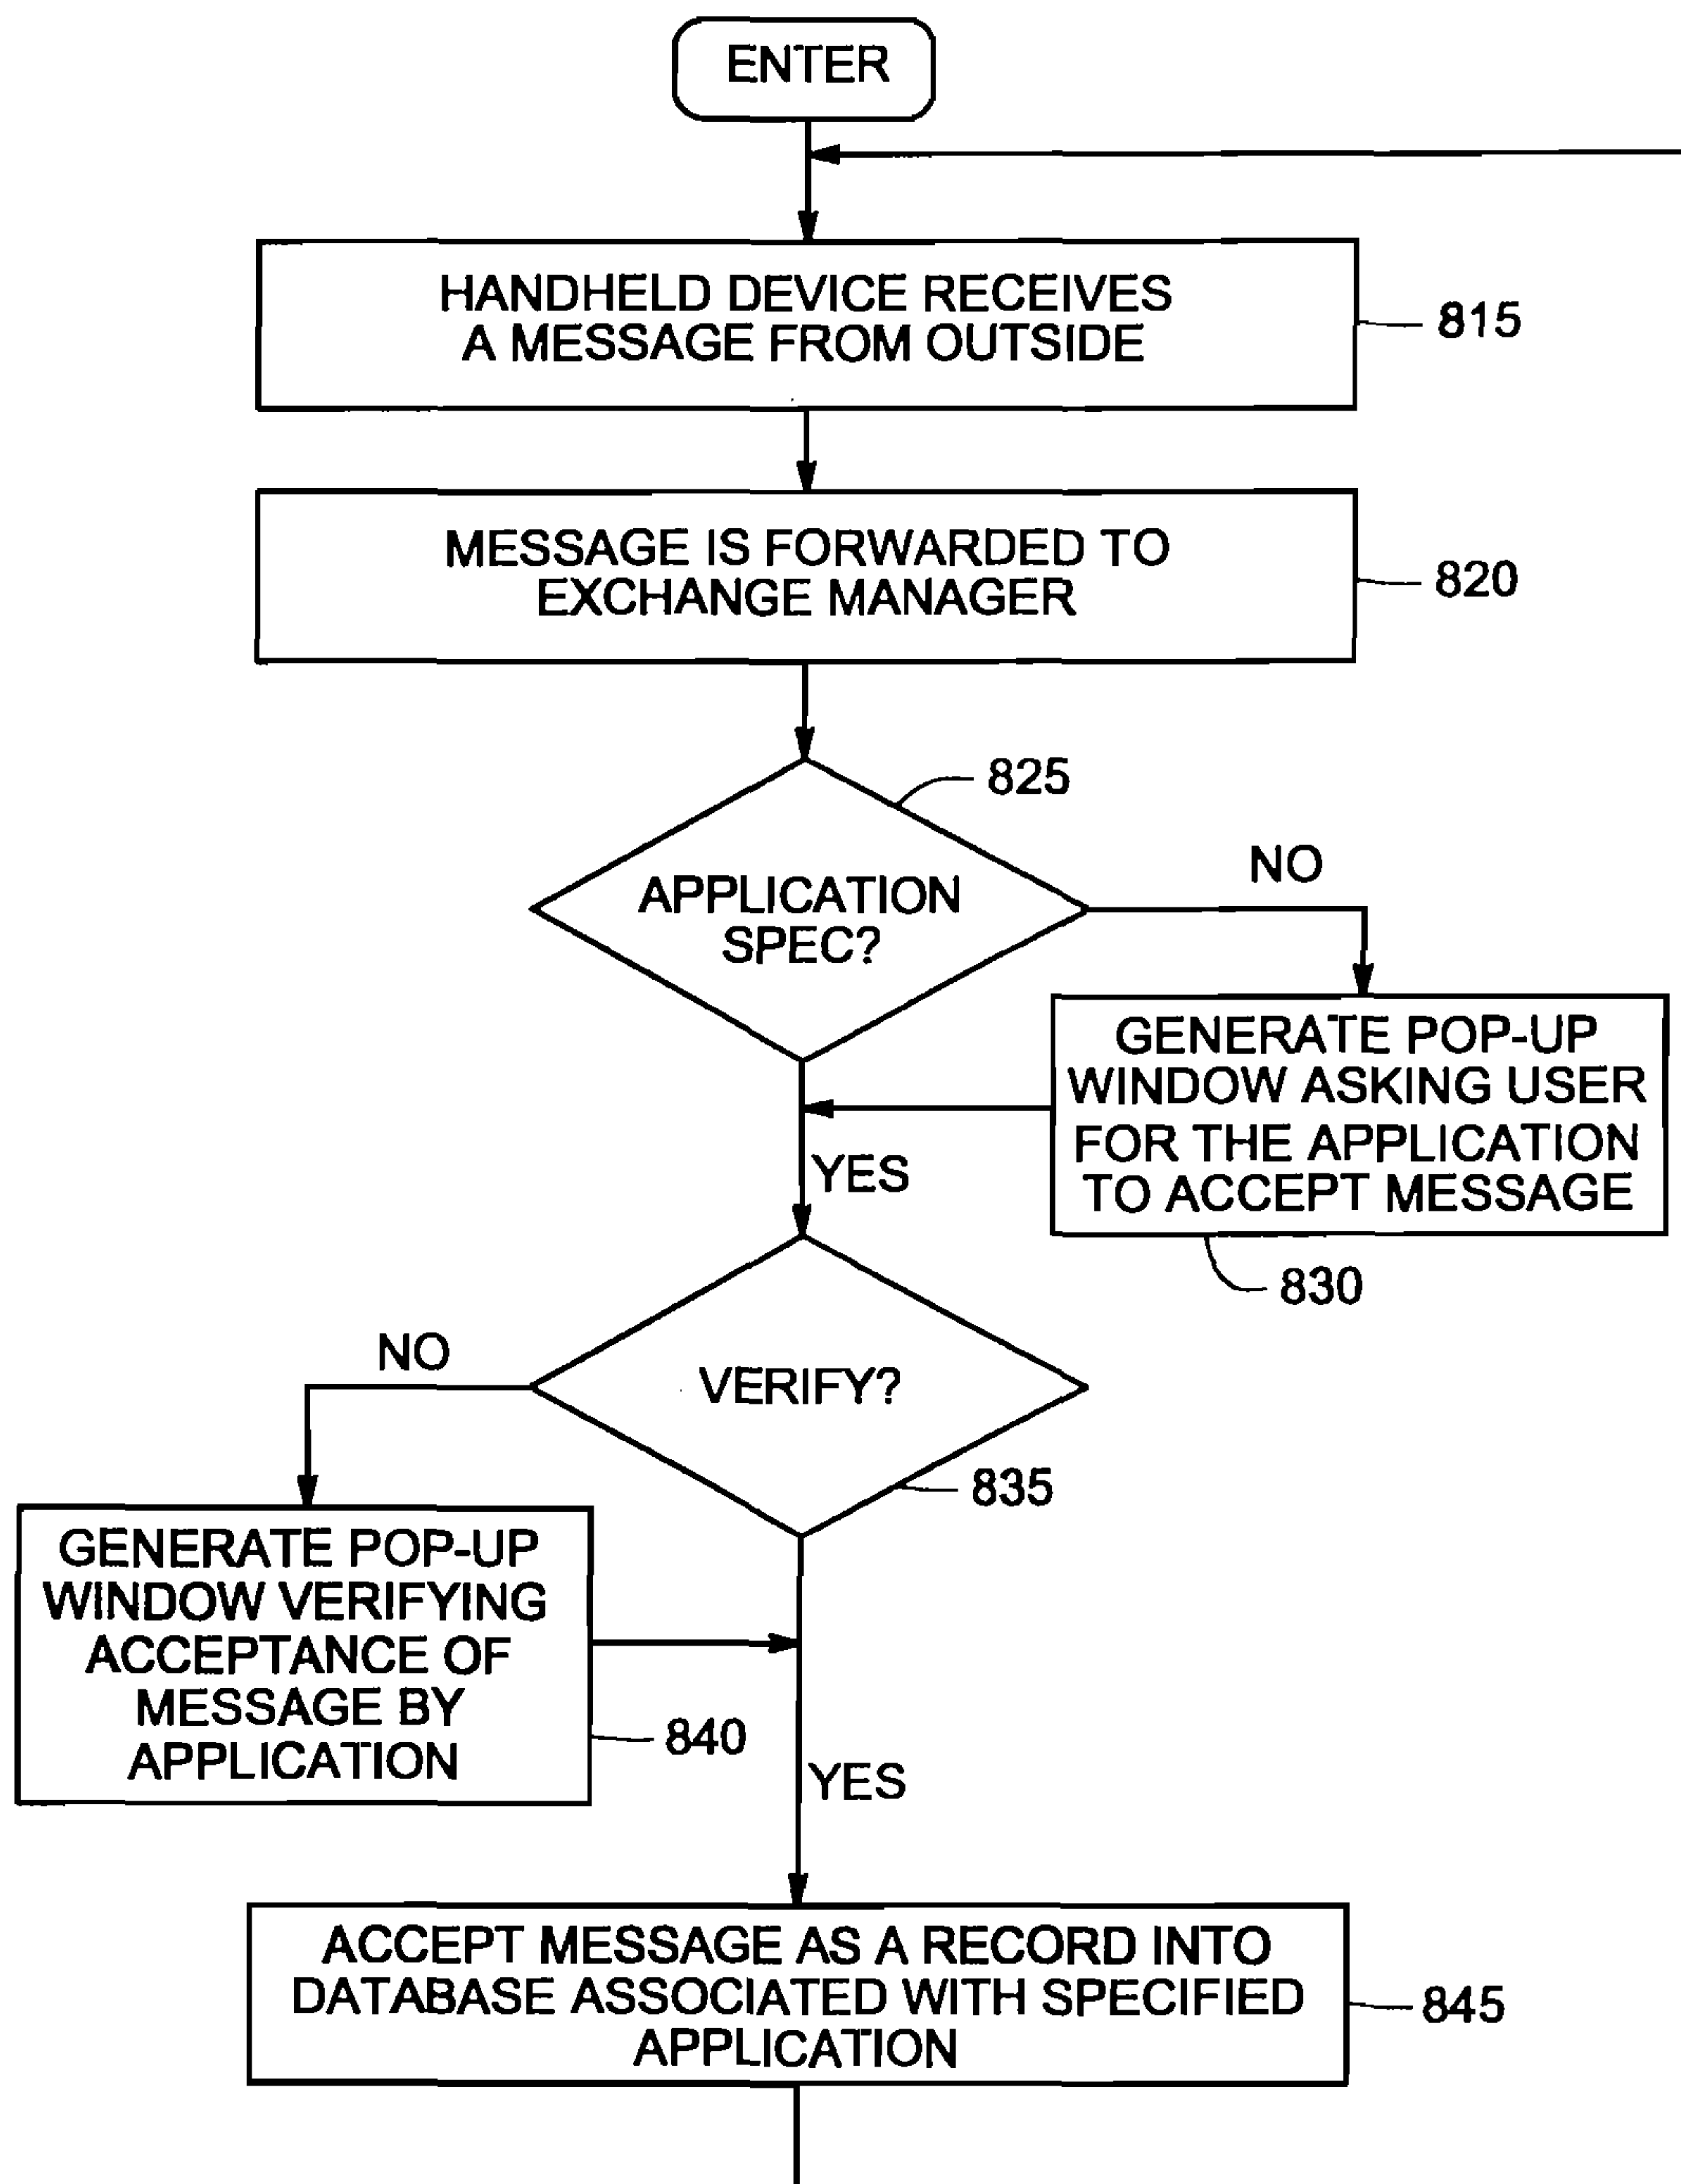 ENTER
HANDHELD DEVICE RECEIVES
A MESSAGE FROM OUTSIDE
815
MESSAGE IS FORWARDED TO
EXCHANGE MANAGER
820
825
APPLICATION
SPEC?
NO
GENERATE POP-UP
WINDOW ASKING USER
FOR THE APPLICATION
TO ACCEPT MESSAGE
830
YES
VERIFY?
835
NO
GENERATE POP-UP
WINDOW VERIFYING
ACCEPTANCE OF
MESSAGE BY
APPLICATION
840
YES
ACCEPT MESSAGE AS A RECORD INTO
DATABASE ASSOCIATED WITH SPECIFIED
APPLICATION
845